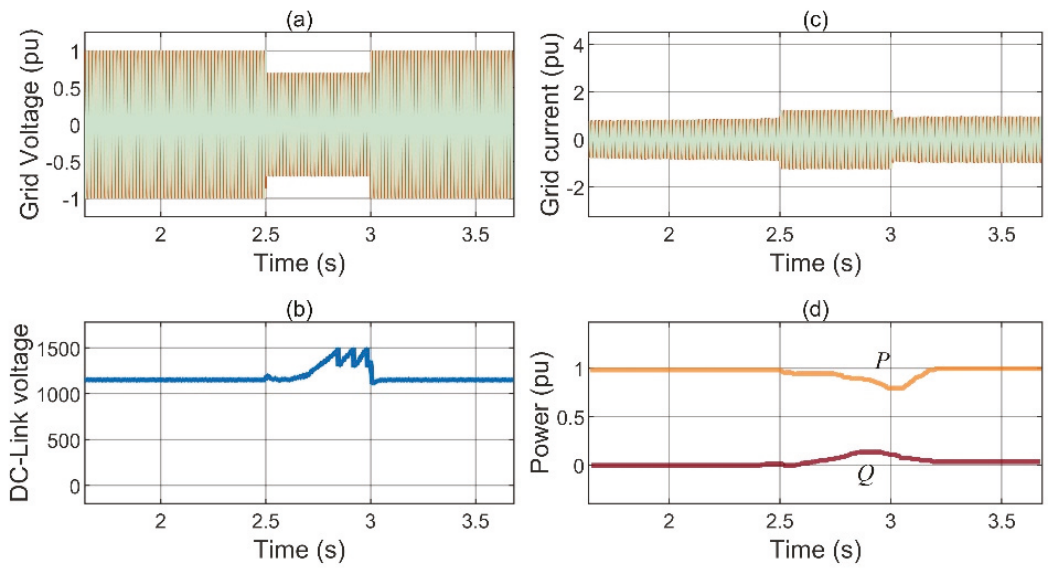 (a)
Grid Voltage (pu)
1
0.5
0
-0.5
-1
2
2.5
3
3.5
Time (s)
(c)
Grid current (pu)
4
2
0
-2
2
2.5
3
3.5
Time (s)
(b)
DC-Link voltage
1500
1000
500
0
2
2.5
3
3.5
Time (s)
(d)
Power (pu)
1
0.5
0
P
Q
2
2.5
3
3.5
Time (s)